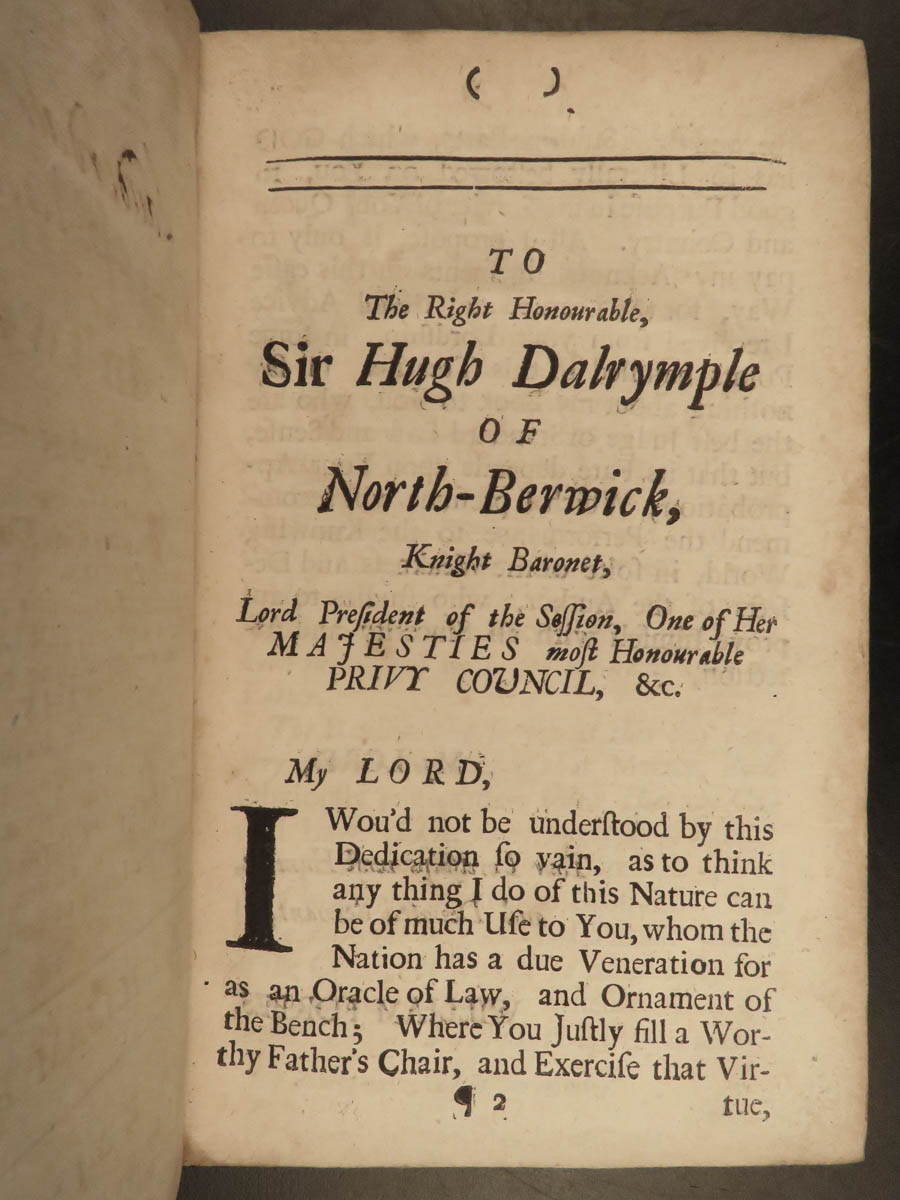 ( )
TO
The Right Honourable,
Sir Hugh Dalrymple
OF
North-Berwick,
Knight Baronet,
Lord Preſident of the Seſſion, One of Her
MAJESTIES moſt Honourable
PRIVY COUNCIL, &c.
My LORD,
I Wou'd not be underſtood by this
Dedication ſo vain, as to think
any thing I do of this Nature can
be of much Uſe to You, whom the
Nation has a due Veneration for
as an Oracle of Law, and Ornament of
the Bench; Where You Juſtly fill a Wor-
thy Father's Chair, and Exerciſe that Vir-
¶ 2 tue,